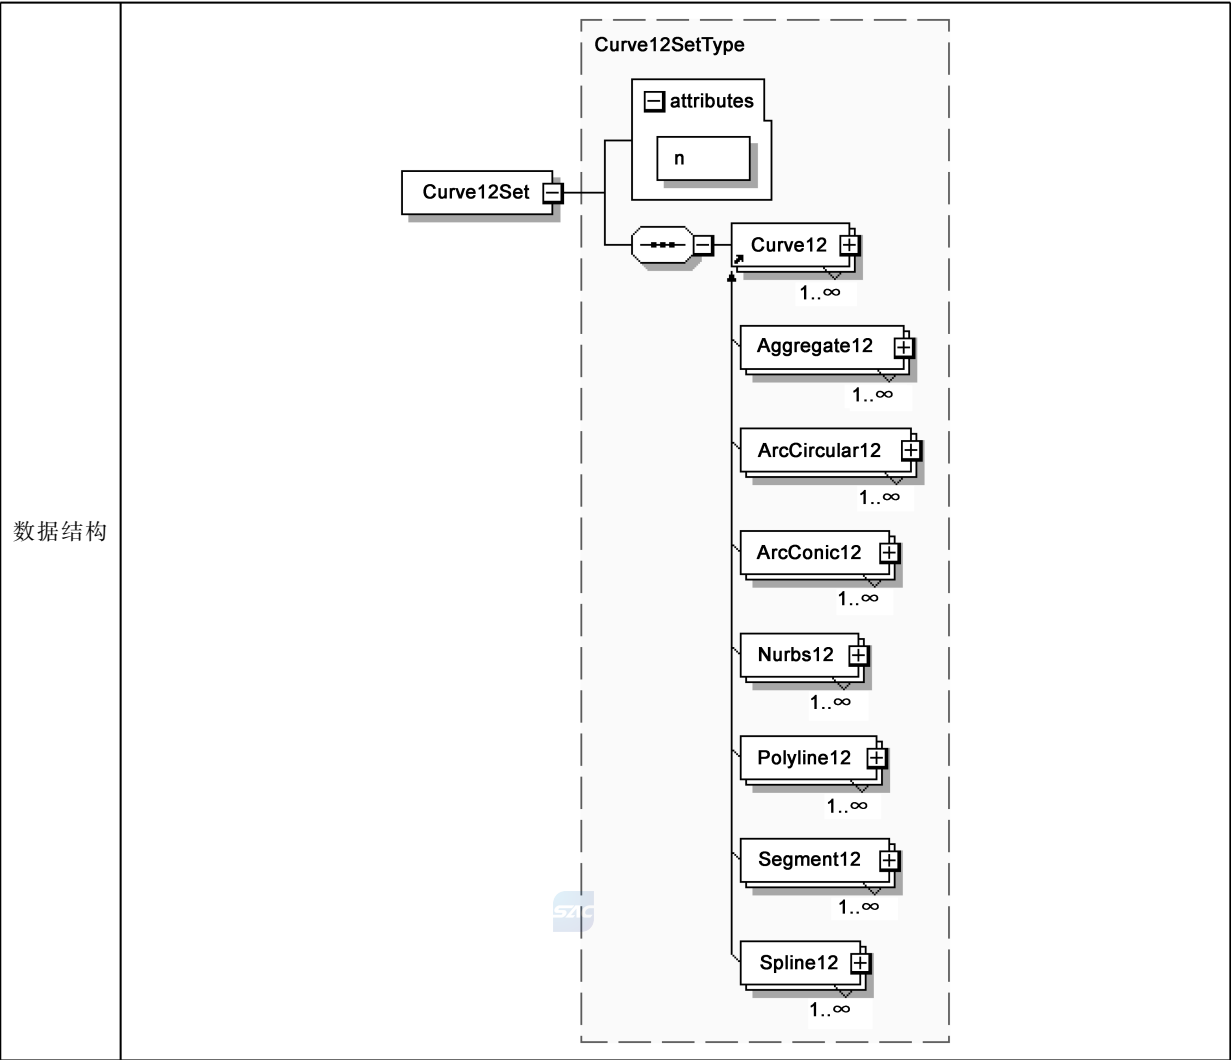 数据结构
Curve12SetType
attributes
n
Curve12Set
Curve12
1..∞
Aggregate12
1..∞
ArcCircular12
1..∞
ArcConic12
1..∞
Nurbs12
1..∞
Polyline12
1..∞
Segment12
1..∞
SZIC
Spline12
1..∞